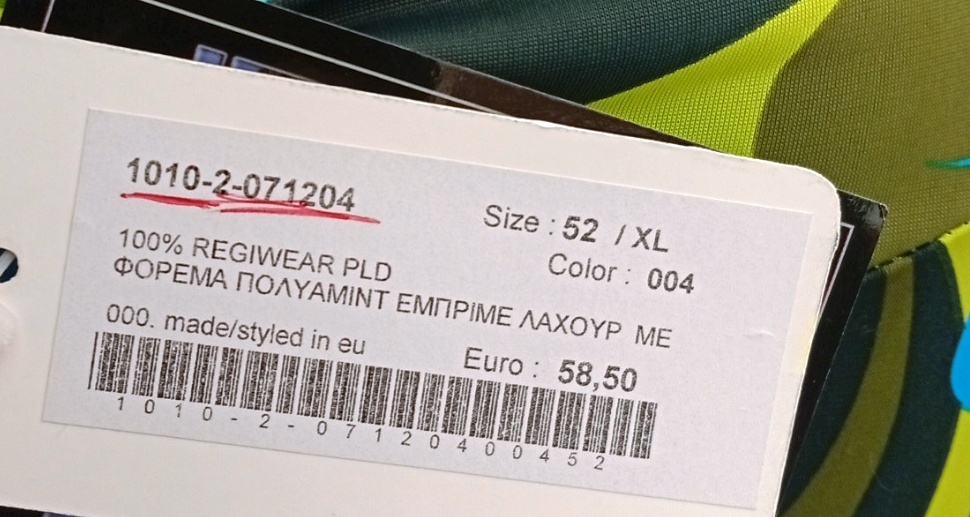 1010-2-071204
Size : 52 / XL
100% REGIWEAR PLD
Color : 004
ΦΟΡΕΜΑ ΠΟΛΥΑΜΙΝΤ ΕΜΠΡΙΜΕ ΛΑΧΟΥΡ ΜΕ
000. made/styled in eu
Euro : 58,50
1010-2-07120400452